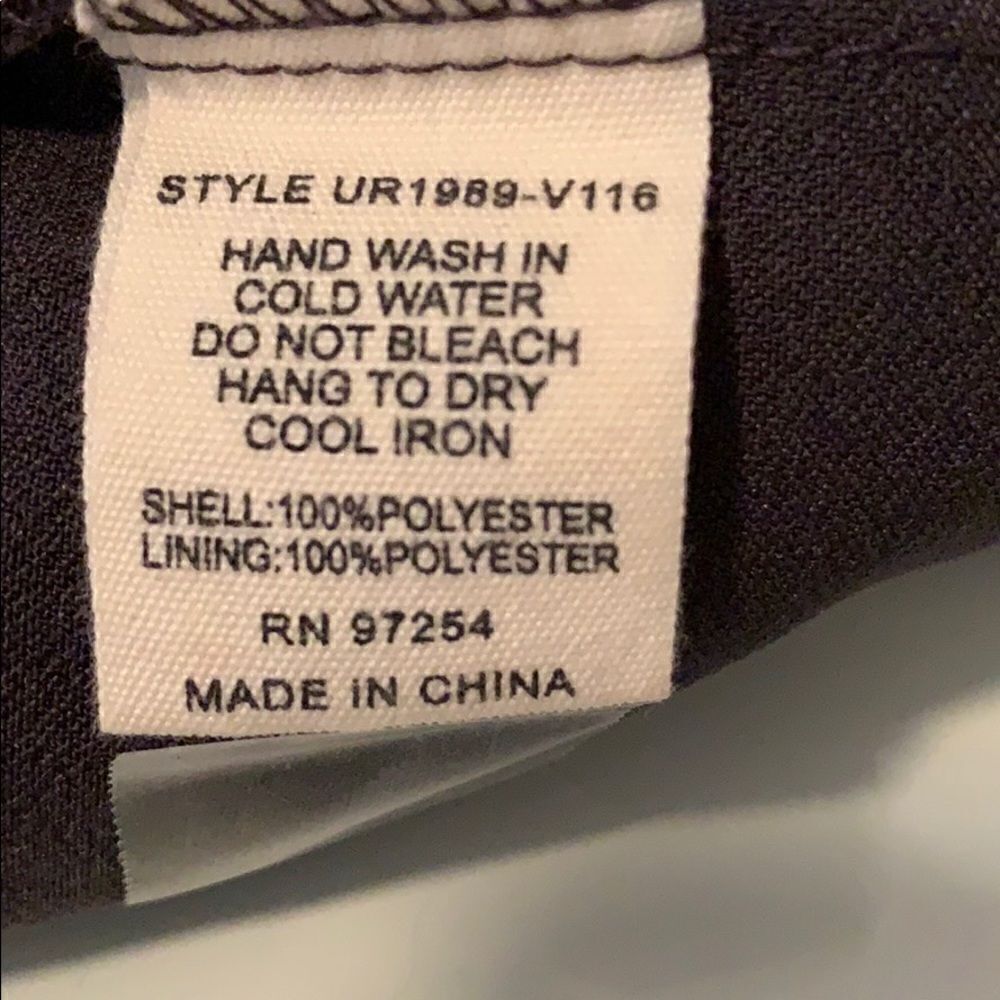 STYLE UR1989-V116
HAND WASH IN
COLD WATER
DO NOT BLEACH
HANG TO DRY
COOL IRON
SHELL:100%POLYESTER
LINING:100%POLYESTER
RN 97254
MADE IN CHINA